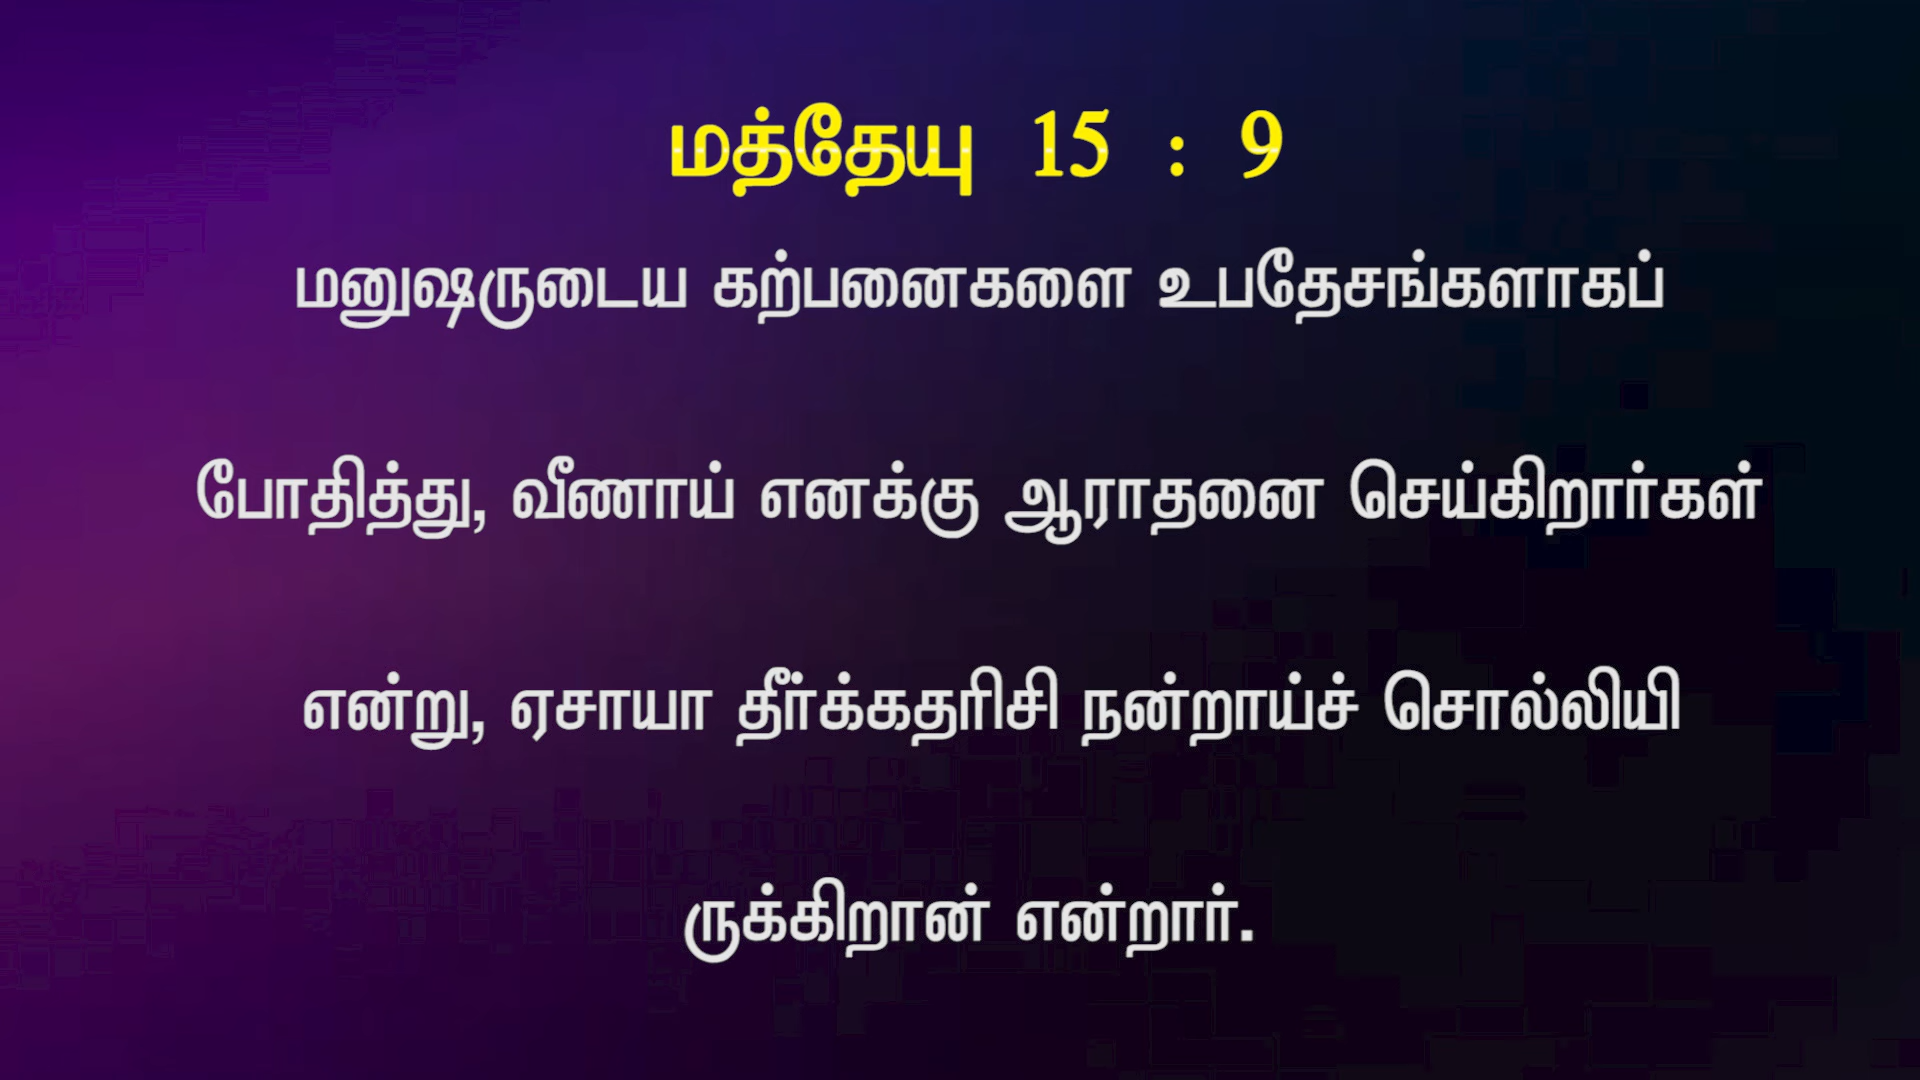 மத்தேயு 15 : 9
மனுஷருடைய கற்பனைகளை உபதேசங்களாகப்
போதித்து, வீணாய் எனக்கு ஆராதனை செய்கிறார்கள்
என்று, ஏசாயா தீர்க்கதரிசி நன்றாய்ச் சொல்லியி
ருக்கிறான் என்றார்.